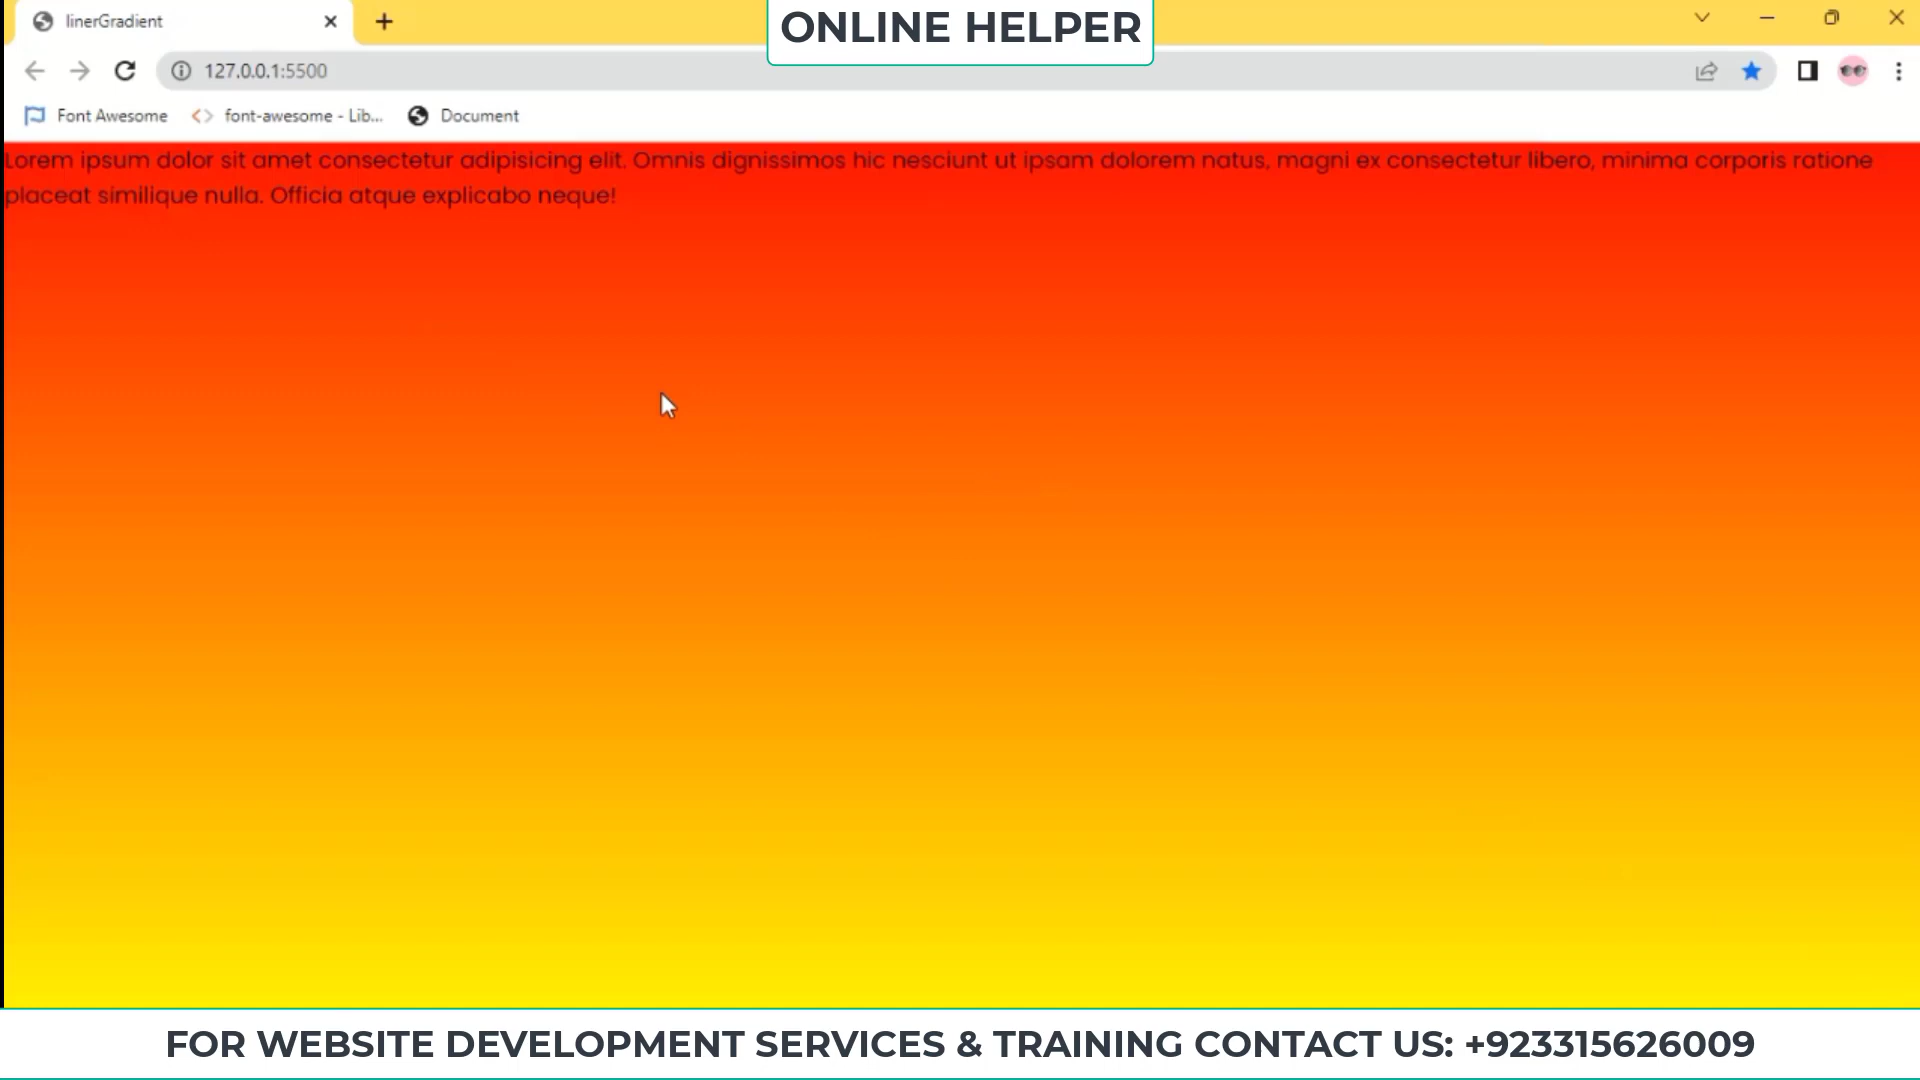 linerGradient
ONLINE HELPER
127.0.0.1:5500
Font Awesome
font-awesome - Lib...
Document
Lorem ipsum dolor sit amet consectetur adipisicing elit. Omnis dignissimos hic nesciunt ut ipsam dolorem natus, magni ex consectetur libero, minima corporis ratione
placeat similique nulla. Officia atque explicabo neque!
FOR WEBSITE DEVELOPMENT SERVICES & TRAINING CONTACT US: +923315626009